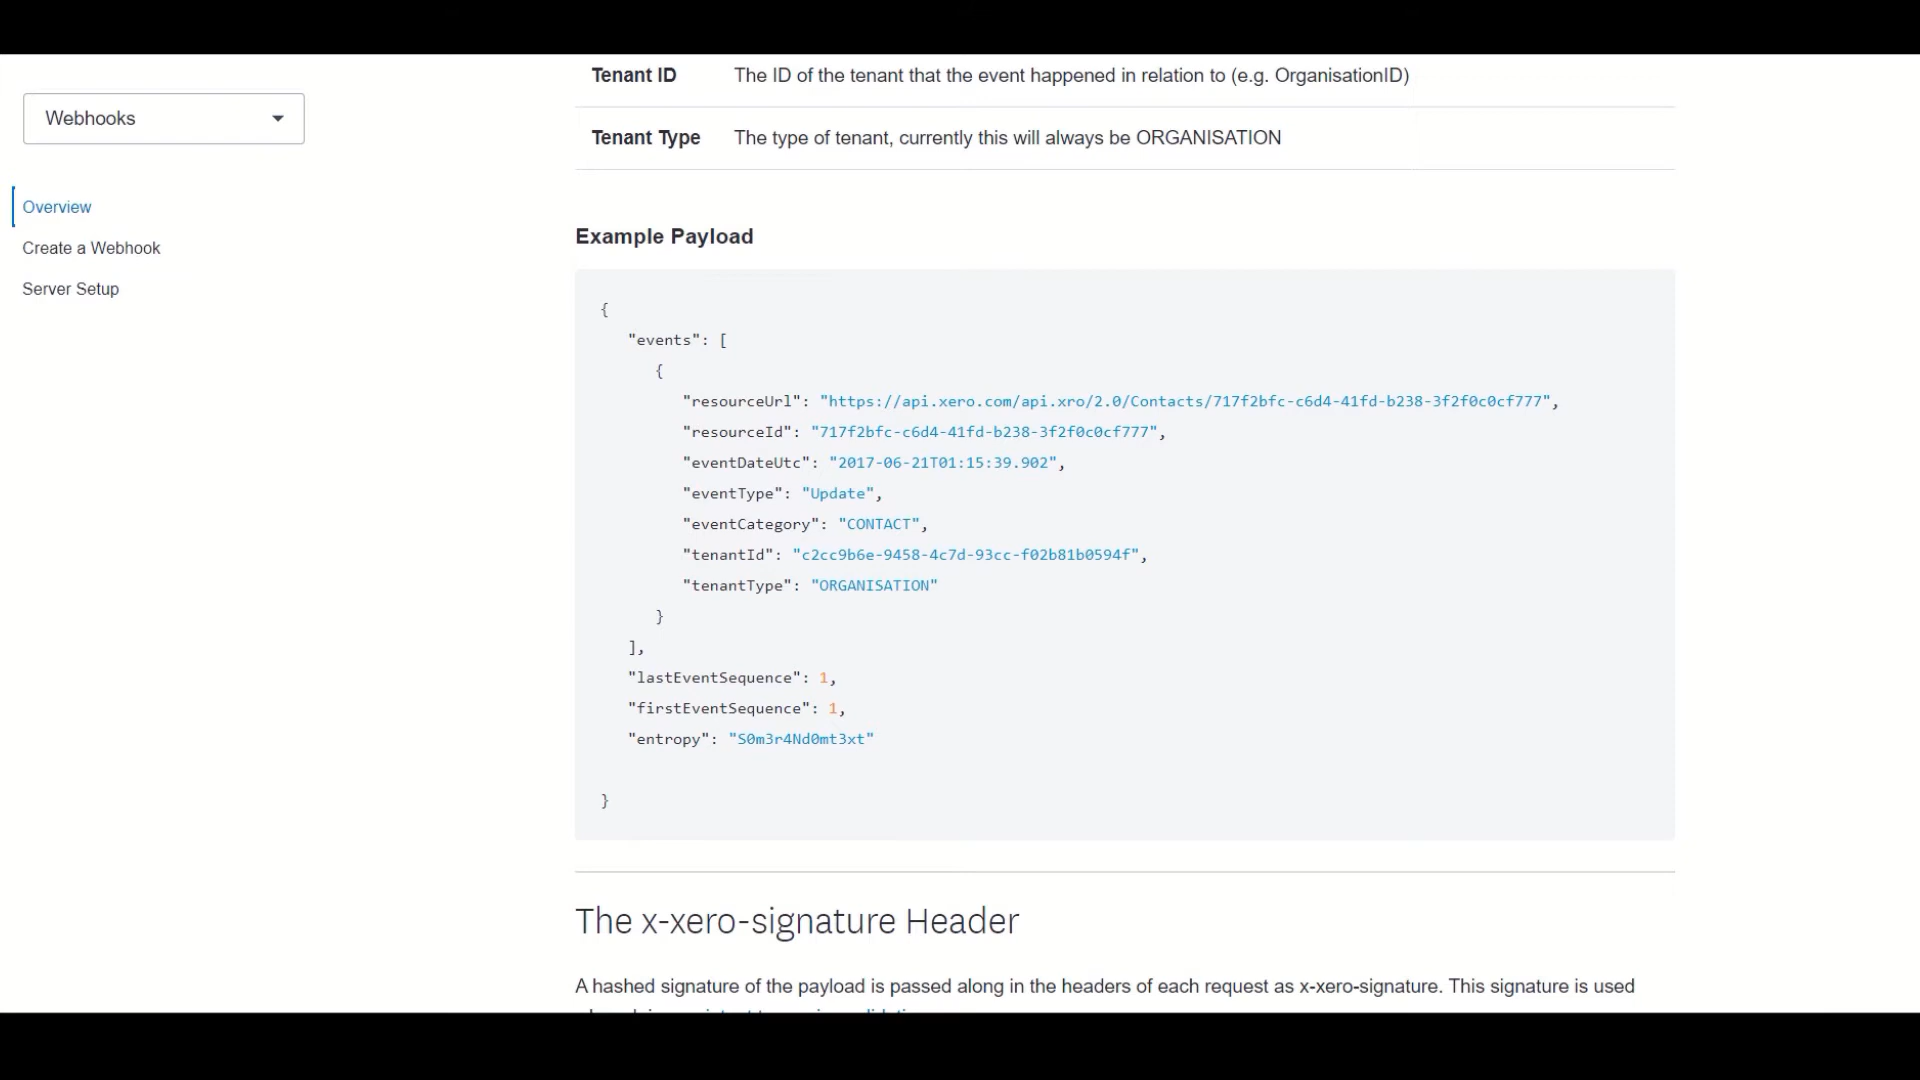 Webhooks
Overview
Create a Webhook
Server Setup
Tenant ID The ID of the tenant that the event happened in relation to (e.g. OrganisationID)
Tenant Type The type of tenant, currently this will always be ORGANISATION
Example Payload
{
"events": [
{
"resourceUrl": "https://api.xero.com/api.xro/2.0/Contacts/717f2bfc-c6d4-41fd-b238-3f2f0c0cf777",
"resourceId": "717f2bfc-c6d4-41fd-b238-3f2f0c0cf777",
"eventDateUtc": "2017-06-21T01:15:39.902",
"eventType": "Update",
"eventCategory": "CONTACT",
"tenantId": "c2cc9b6e-9458-4c7d-93cc-f02b81b0594f",
"tenantType": "ORGANISATION"
}
],
"lastEventSequence": 1,
"firstEventSequence": 1,
"entropy": "S0m3r4Nd0mt3xt"
}
The x-xero-signature Header
A hashed signature of the payload is passed along in the headers of each request as x-xero-signature. This signature is used